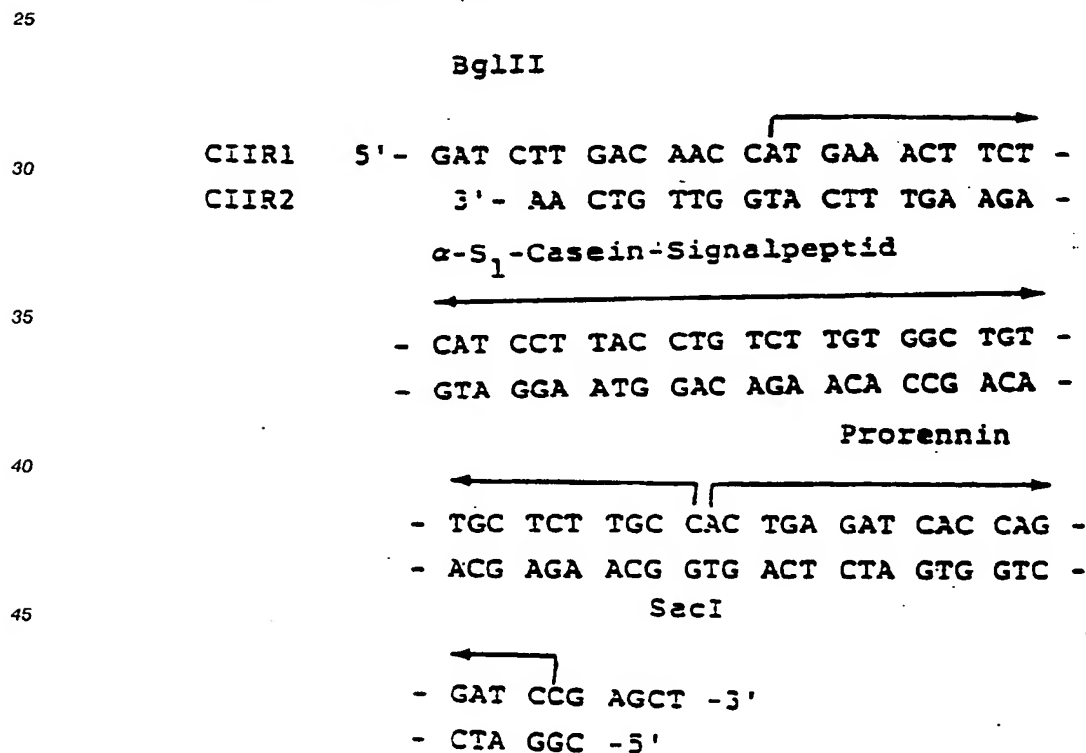 25
BglII
CIIR1 5'- GAT CTT GAC AAC CAT GAA ACT TCT -
30
CIIR2 3'- AA CTG TTG GTA CTT TGA AGA -
α-S1-Casein-Signalpeptid
35
- CAT CCT TAC CTG TCT TGT GGC TGT -
- GTA GGA ATG GAC AGA ACA CCG ACA -
Prorennin
40
- TGC TCT TGC CAC TGA GAT CAC CAG -
- ACG AGA ACG GTG ACT CTA GTG GTC -
45
SacI
- GAT CCG AGCT -3'
- CTA GGC -5'